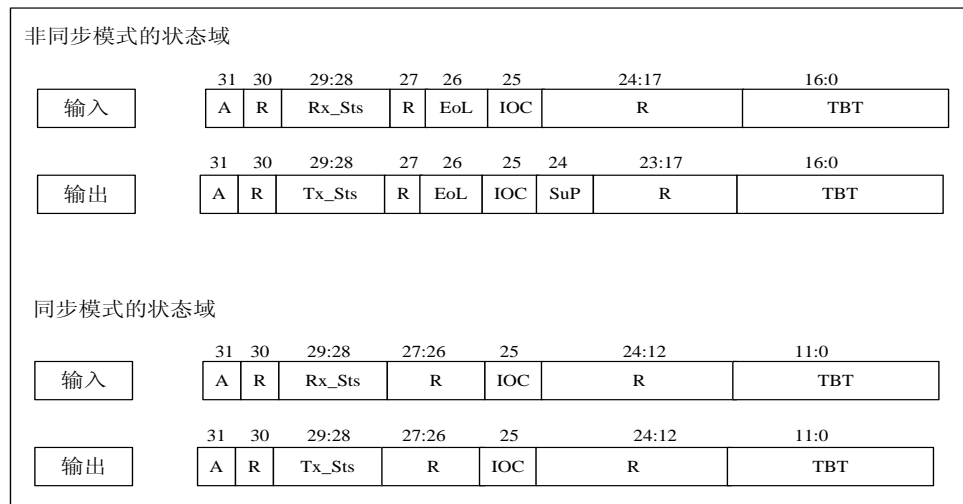 非同步模式的状态域
31 30 29:28 27 26 25 24:17 16:0
输入 A R Rx_Sts R EoL IOC R TBT
31 30 29:28 27 26 25 24 23:17 16:0
输出 A R Tx_Sts R EoL IOC SuP R TBT
同步模式的状态域
31 30 29:28 27:26 25 24:12 11:0
输入 A R Rx_Sts R IOC R TBT
31 30 29:28 27:26 25 24:12 11:0
输出 A R Tx_Sts R IOC R TBT